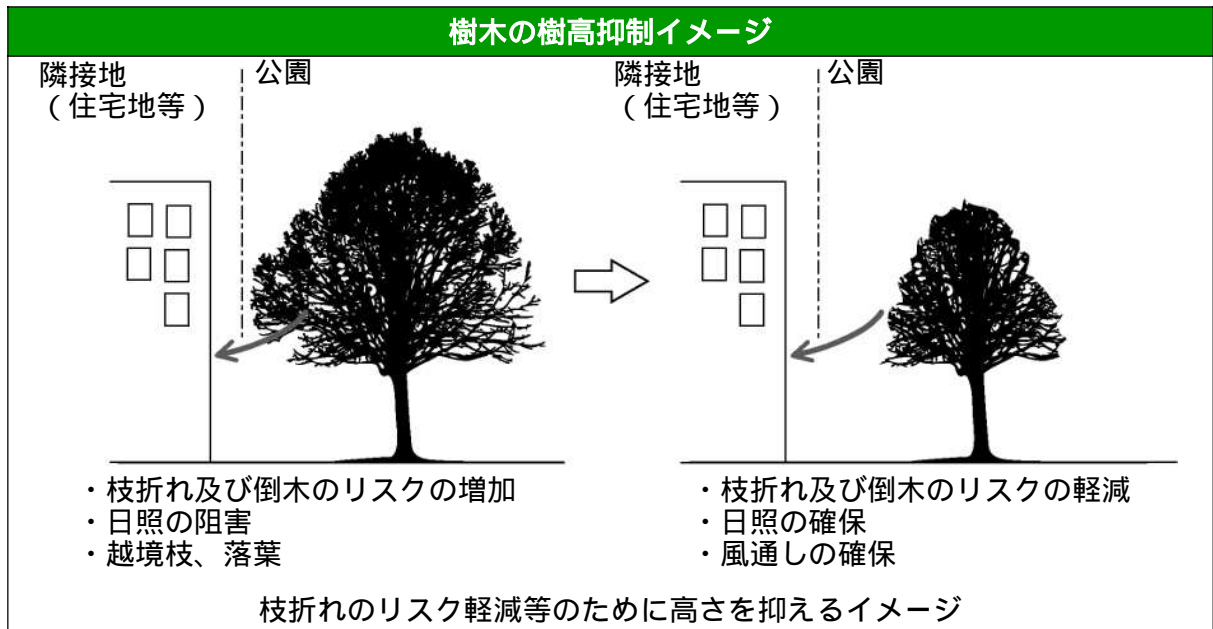 樹木の樹高抑制イメージ
隣接地
（住宅地等）
公園
隣接地
（住宅地等）
公園
・枝折れ及び倒木のリスクの増加
・日照の阻害
・越境枝、落葉
・枝折れ及び倒木のリスクの軽減
・日照の確保
・風通しの確保
枝折れのリスク軽減等のために高さを抑えるイメージ